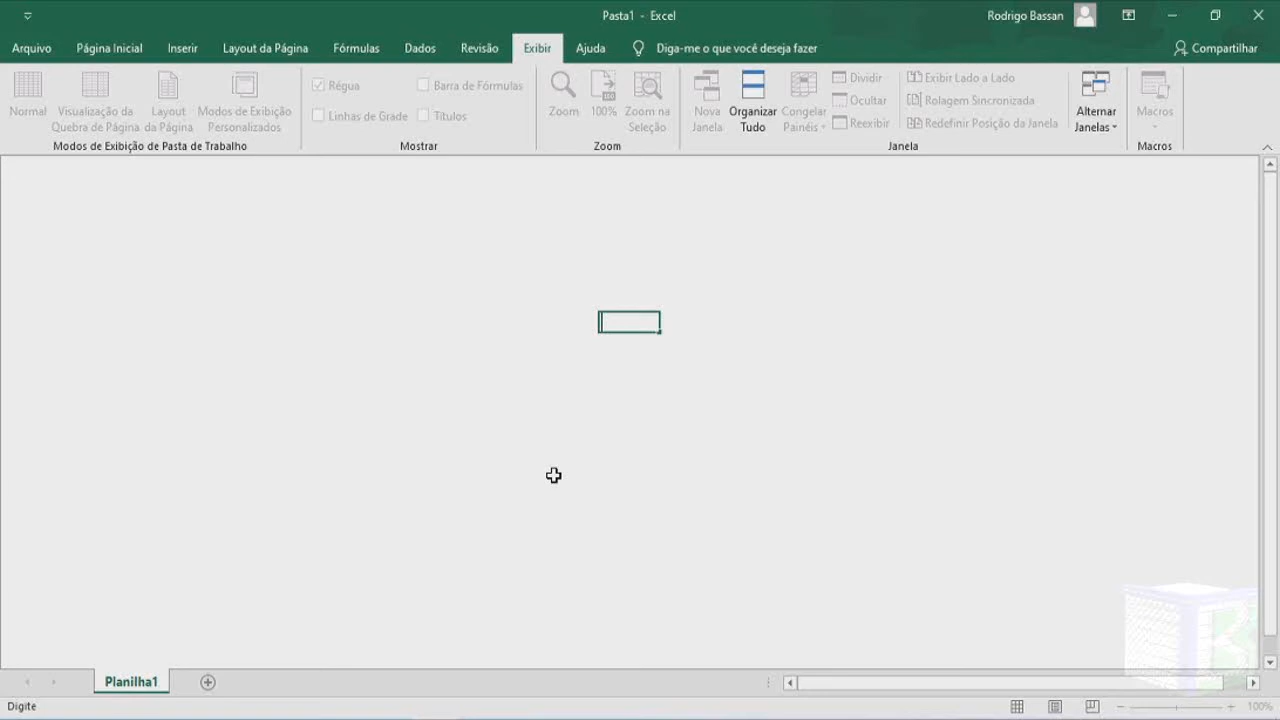 Pasta1 - Excel
Rodrigo Bassan
Arquivo
Página Inicial
Inserir
Layout da Página
Fórmulas
Dados
Revisão
Exibir
Ajuda
Diga-me o que você deseja fazer
Compartilhar
Normal
Visualização da
Quebra de Página
Layout
da Página
Modos de Exibição
Personalizados
Modos de Exibição de Pasta de Trabalho
Régua
Barra de Fórmulas
Linhas de Grade
Títulos
Mostrar
Zoom
100%
Zoom na
Seleção
Zoom
Nova
Janela
Organizar
Tudo
Congelar
Painéis
Dividir
Ocultar
Reexibir
Exibir Lado a Lado
Rolagem Sincronizada
Redefinir Posição da Janela
Alternar
Janelas
Janela
Macros
Macros
Planilha1
Digite
100%